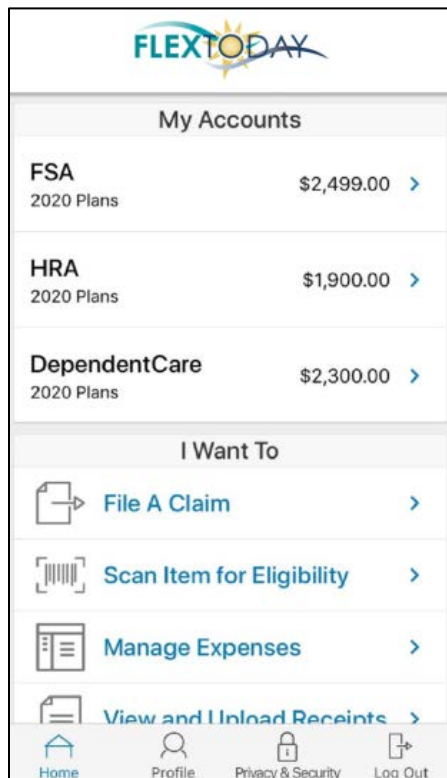 FLEXTODAY
My Accounts
FSA
$2,499.00
2020 Plans
HRA
$1,900.00
2020 Plans
DependentCare
$2,300.00
2020 Plans
I Want To
File A Claim
Scan Item for Eligibility
Manage Expenses
View and Upload Receipts
Home Profile Privacy & Security Log Out